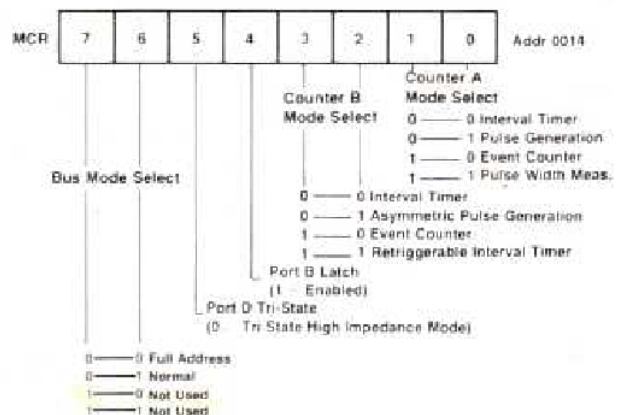 MCR 7 6 5 4 3 2 1 0 Addr 0014
Counter A
Mode Select
0 — 0 Interval Timer
0 — 1 Pulse Generation
1 — 0 Event Counter
1 — 1 Pulse Width Meas.
Counter B
Mode Select
0 — 0 Interval Timer
0 — 1 Asymmetric Pulse Generation
1 — 0 Event Counter
1 — 1 Retriggerable Interval Timer
Port B Latch
(1 – Enabled)
Port D Tri-State
(0 – Tri State High Impedance Mode)
Bus Mode Select
0 — 0 Full Address
0 — 1 Normal
1 — 0 Not Used
1 — 1 Not Used